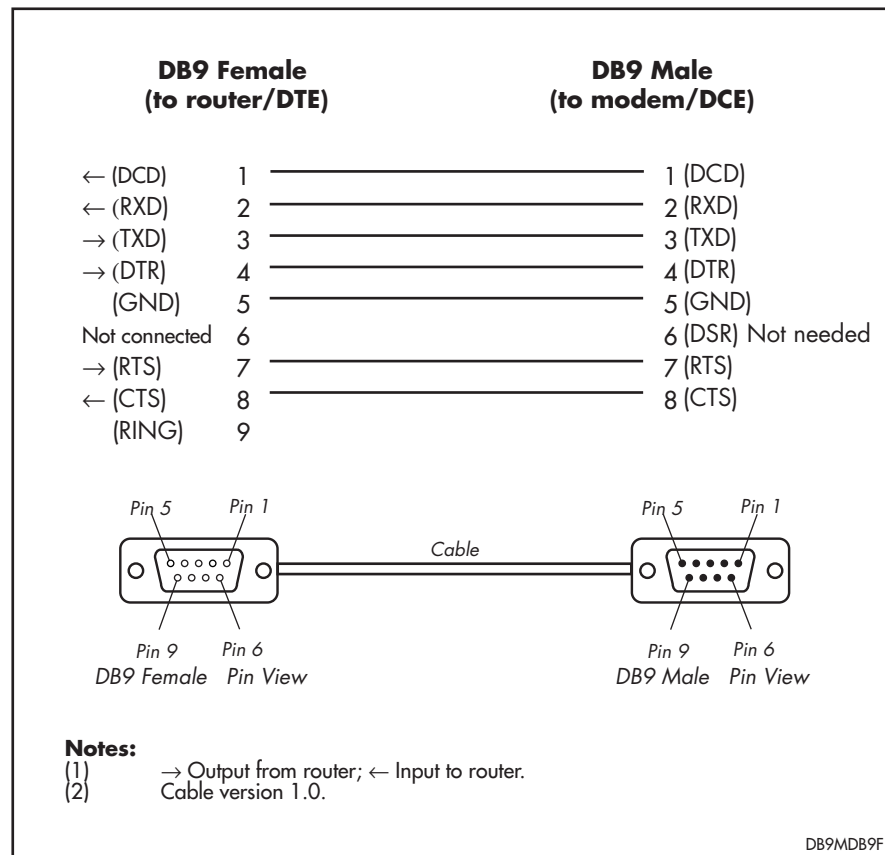 DB9 Female DB9 Male
(to router/DTE) (to modem/DCE)
← (DCD) 1 1 (DCD)
← (RXD) 2 2 (RXD)
→ (TXD) 3 3 (TXD)
→ (DTR) 4 4 (DTR)
(GND) 5 5 (GND)
Not connected 6 6 (DSR) Not needed
→ (RTS) 7 7 (RTS)
← (CTS) 8 8 (CTS)
(RING) 9
Pin 5 Pin 1 Pin 5 Pin 1
Cable
Pin 9 Pin 6 Pin 9 Pin 6
DB9 Female Pin View DB9 Male Pin View
Notes:
(1) → Output from router; ← Input to router.
(2) Cable version 1.0.
DB9MDB9F